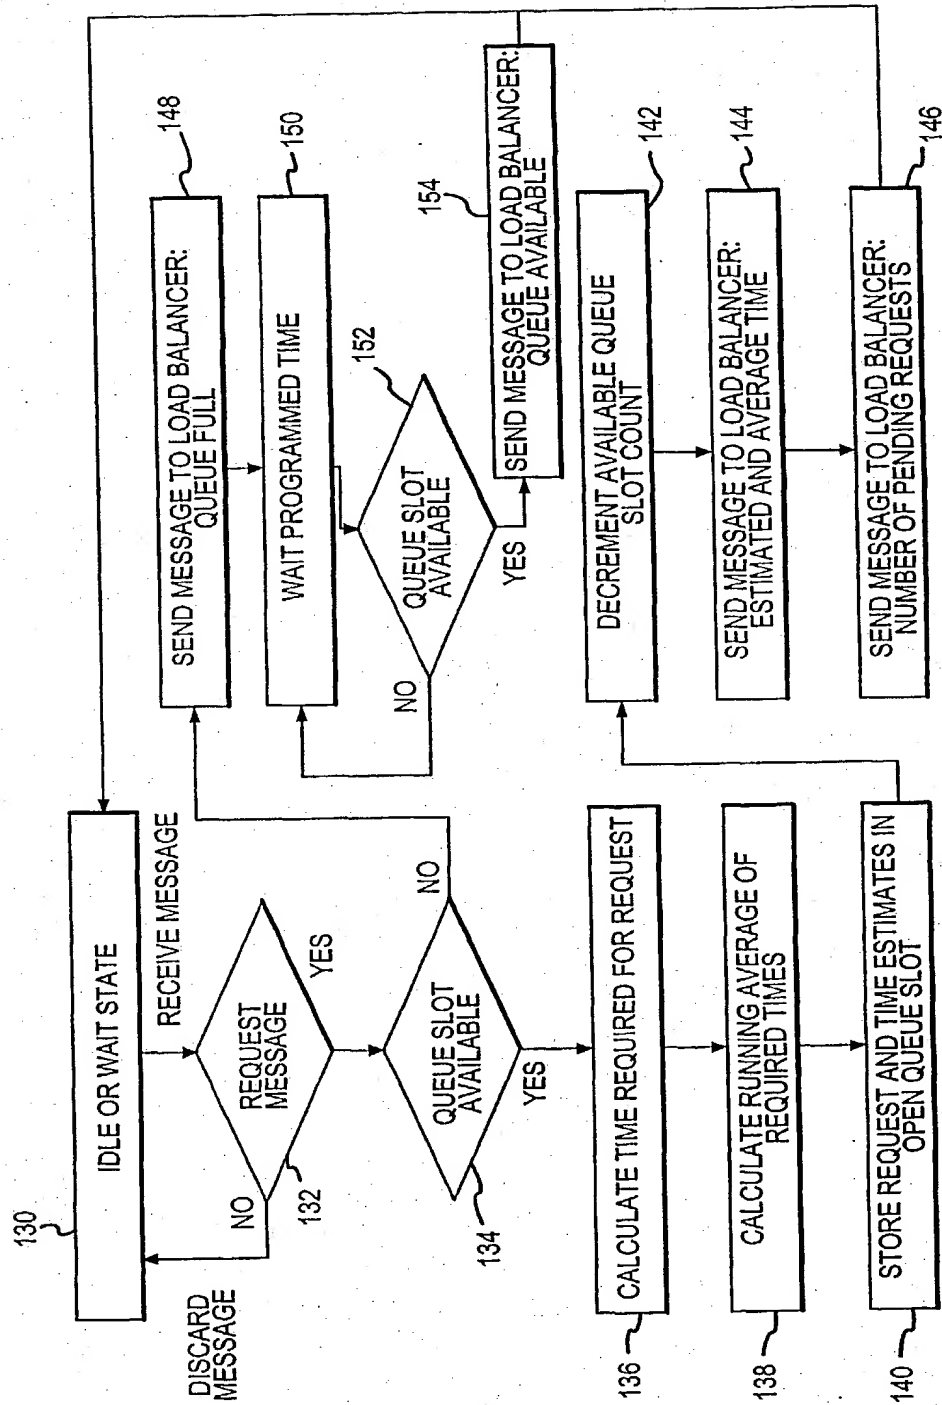 130
IDLE OR WAIT STATE
RECEIVE MESSAGE
DISCARD
MESSAGE
NO
REQUEST
MESSAGE
YES
132
QUEUE SLOT
AVAILABLE
NO
134
YES
136
CALCULATE TIME REQUIRED FOR REQUEST
138
CALCULATE RUNNING AVERAGE OF
REQUIRED TIMES
140
STORE REQUEST AND TIME ESTIMATES IN
OPEN QUEUE SLOT
148
SEND MESSAGE TO LOAD BALANCER:
QUEUE FULL
150
WAIT PROGRAMMED TIME
152
QUEUE SLOT
AVAILABLE
NO
YES
154
SEND MESSAGE TO LOAD BALANCER:
QUEUE AVAILABLE
142
DECREMENT AVAILABLE QUEUE
SLOT COUNT
144
SEND MESSAGE TO LOAD BALANCER:
ESTIMATED AND AVERAGE TIME
146
SEND MESSAGE TO LOAD BALANCER:
NUMBER OF PENDING REQUESTS